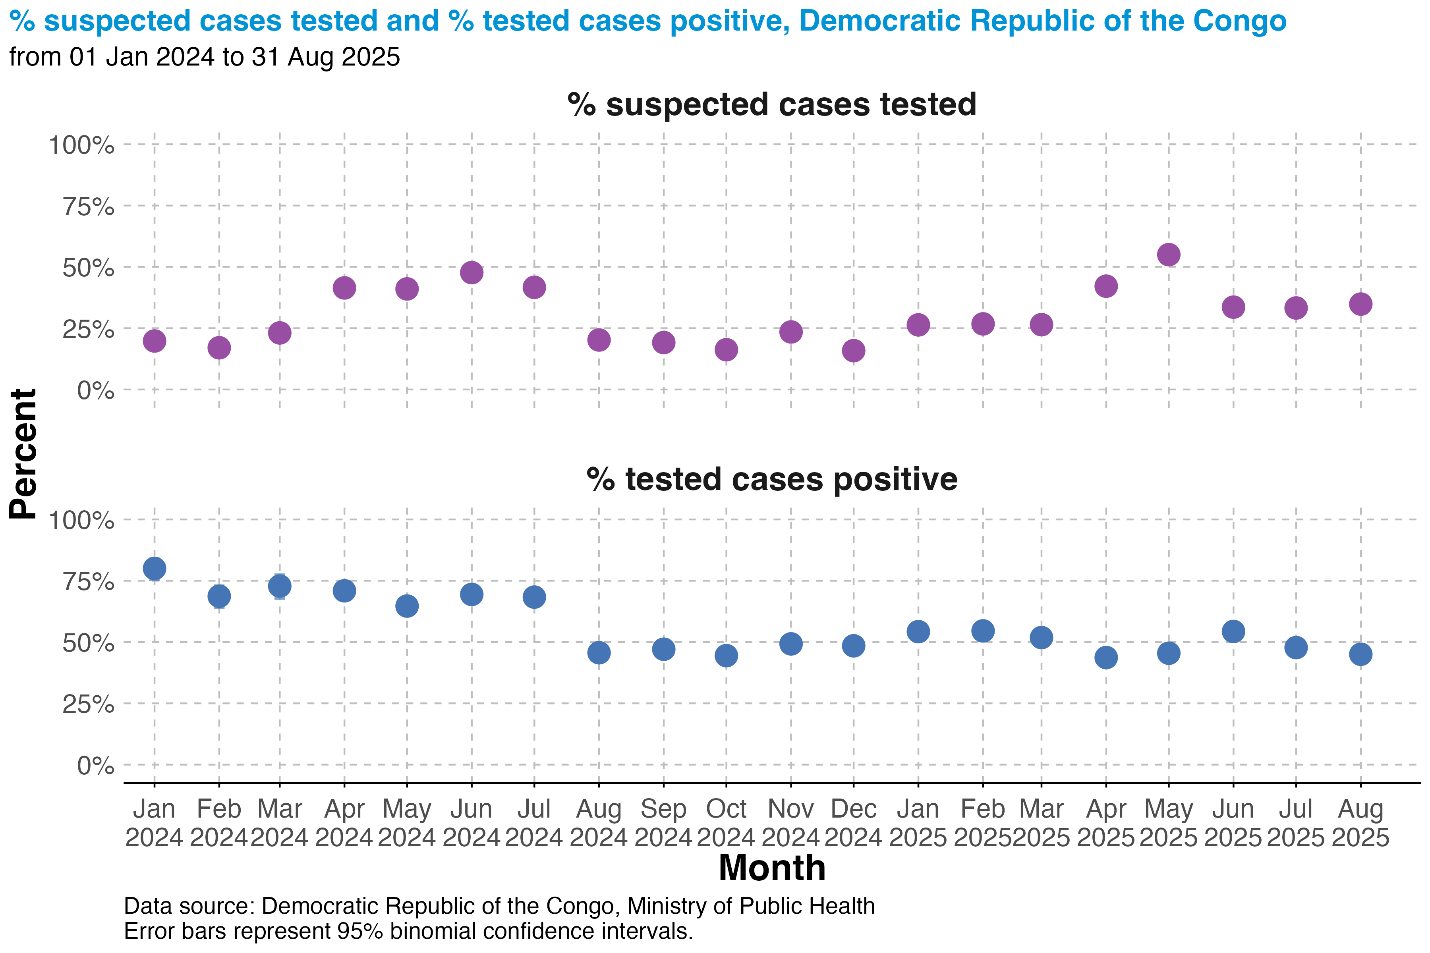 % suspected cases tested and % tested cases positive, Democratic Republic of the Congo
from 01 Jan 2024 to 31 Aug 2025
% suspected cases tested
100%
75%
50%
25%
0%
Percent
% tested cases positive
100%
75%
50%
25%
0%
Jan Feb Mar Apr May Jun Jul Aug Sep Oct Nov Dec Jan Feb Mar Apr May Jun Jul Aug
2024 2024 2024 2024 2024 2024 2024 2024 2024 2024 2024 2024 2025 2025 2025 2025 2025 2025 2025 2025
Month
Data source: Democratic Republic of the Congo, Ministry of Public Health
Error bars represent 95% binomial confidence intervals.